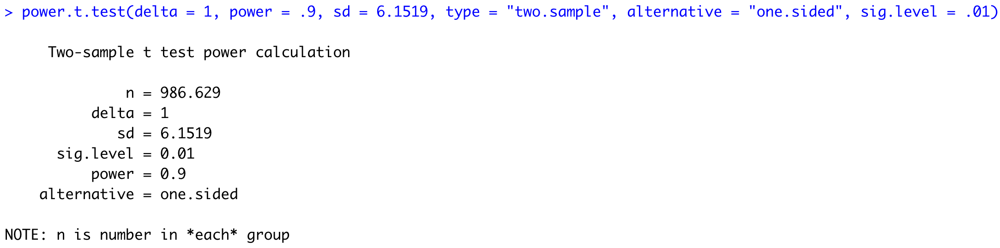 > power.t.test(delta = 1, power = .9, sd = 6.1519, type = "two.sample", alternative = "one.sided", sig.level = .01)
Two-sample t test power calculation
n = 986.629
delta = 1
sd = 6.1519
sig.level = 0.01
power = 0.9
alternative = one.sided
NOTE: n is number in *each* group